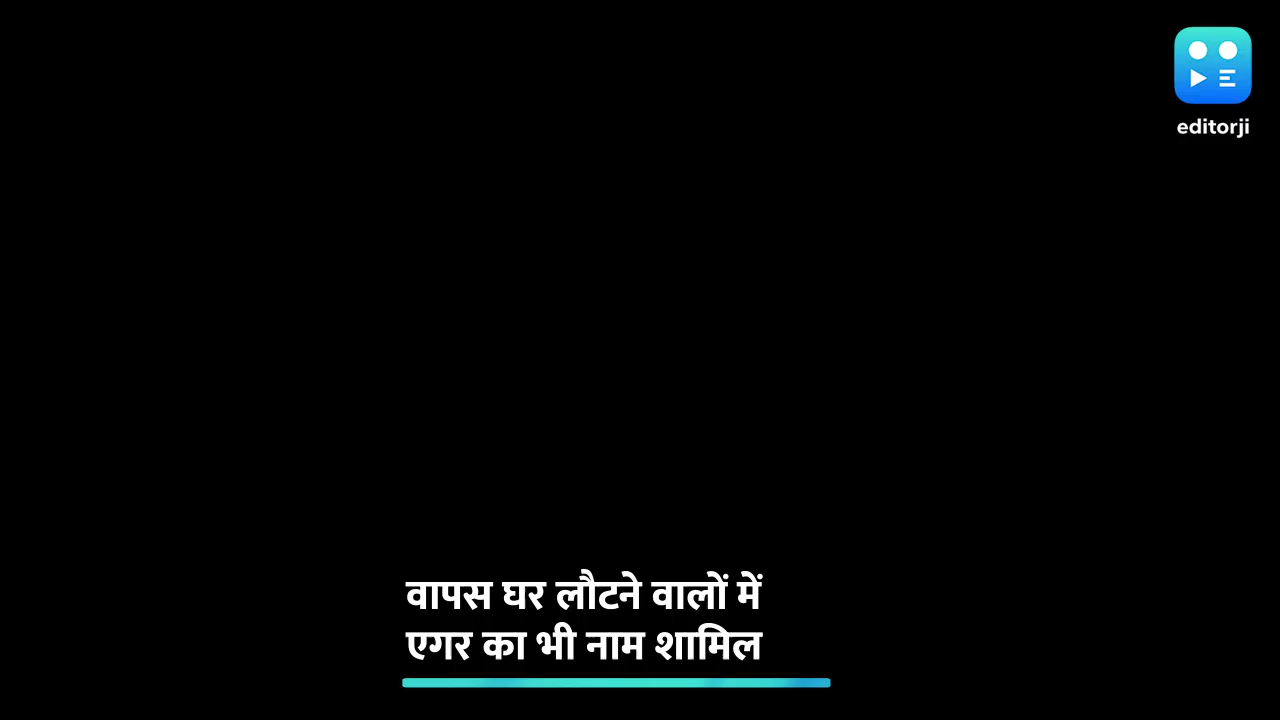 editorji
वापस घर लौटने वालों में
एगर का भी नाम शामिल